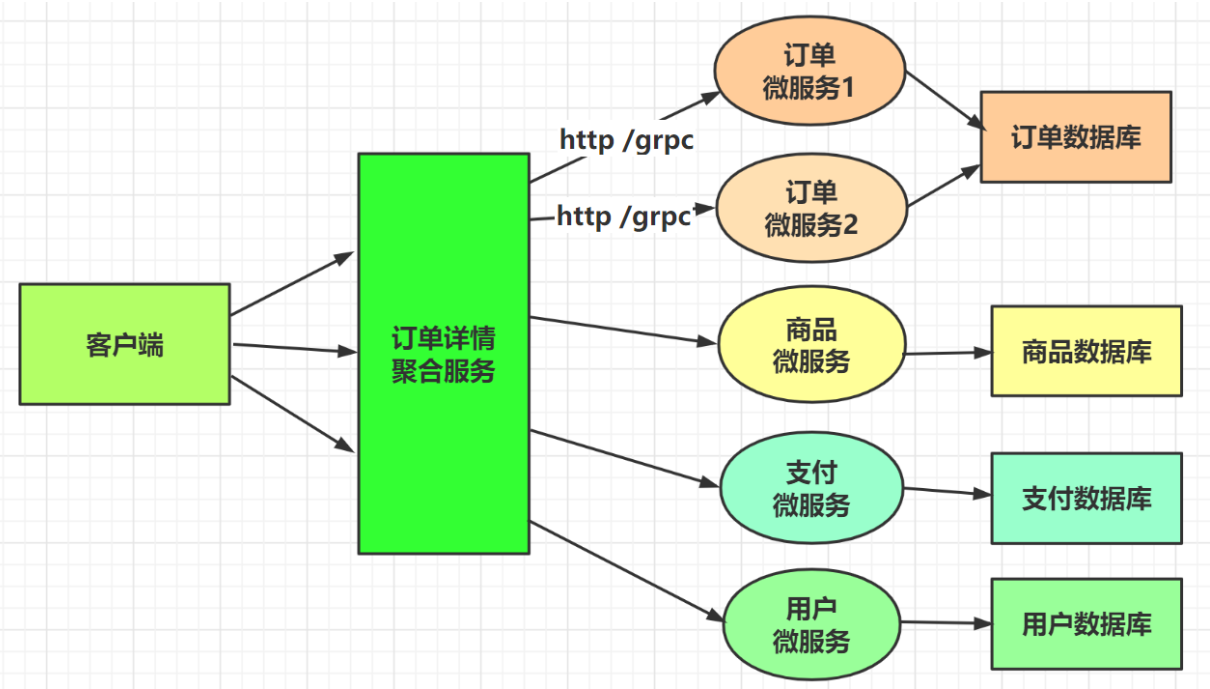 客户端
订单详情
聚合服务
http /grpc
http /grpc
订单
微服务1
订单
微服务2
订单数据库
商品
微服务
商品数据库
支付
微服务
支付数据库
用户
微服务
用户数据库